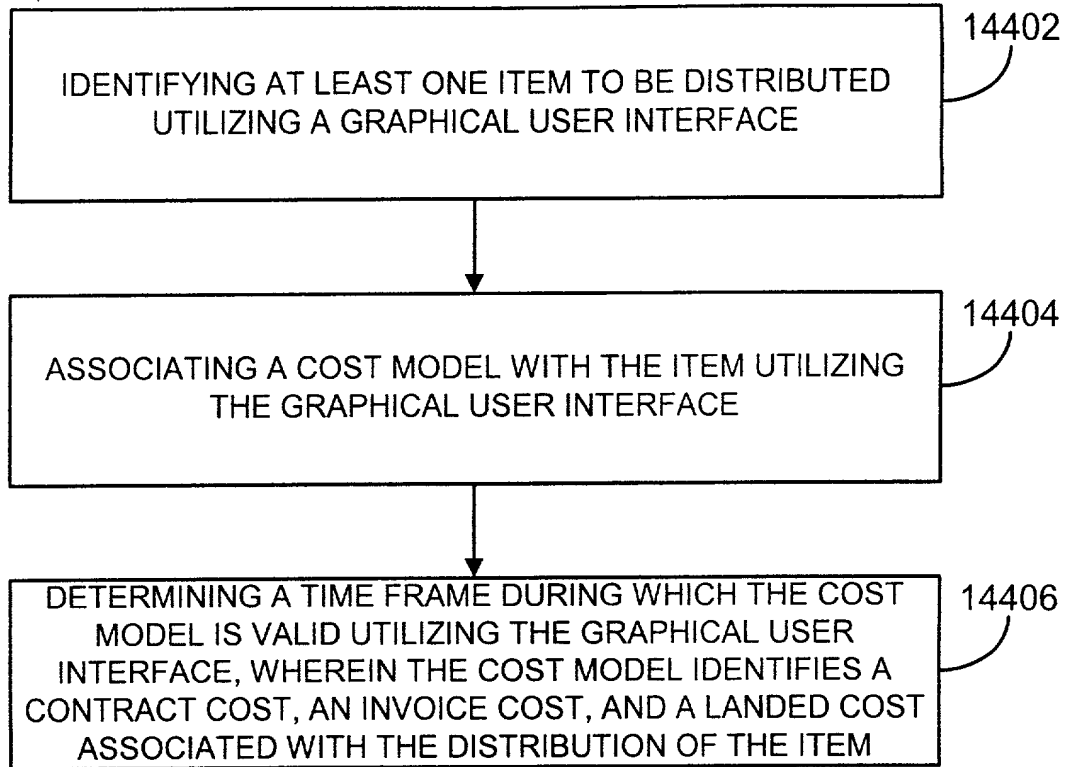 14402
IDENTIFYING AT LEAST ONE ITEM TO BE DISTRIBUTED
UTILIZING A GRAPHICAL USER INTERFACE
14404
ASSOCIATING A COST MODEL WITH THE ITEM UTILIZING
THE GRAPHICAL USER INTERFACE
14406
DETERMINING A TIME FRAME DURING WHICH THE COST
MODEL IS VALID UTILIZING THE GRAPHICAL USER
INTERFACE, WHEREIN THE COST MODEL IDENTIFIES A
CONTRACT COST, AN INVOICE COST, AND A LANDED COST
ASSOCIATED WITH THE DISTRIBUTION OF THE ITEM